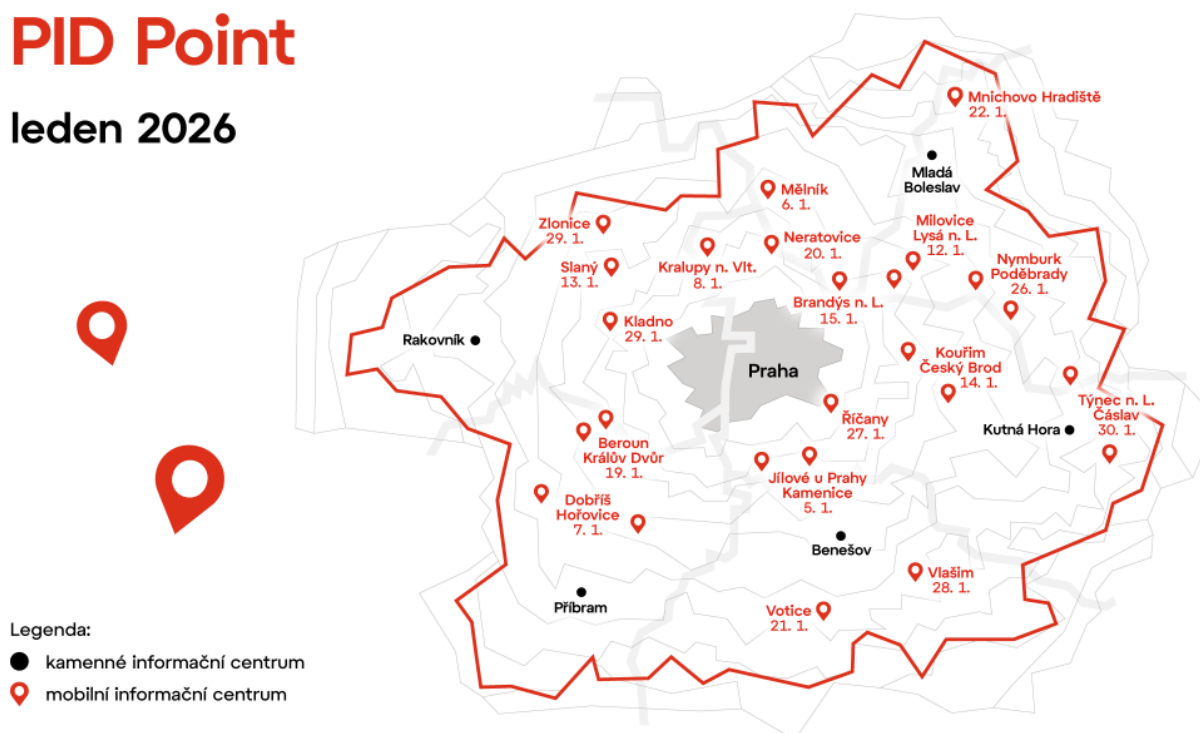 PID Point
leden 2026
Mnichovo Hradiště
22. 1.
Mladá
Boleslav
Mělník
6. 1.
Zlonice
29. 1.
Milovice
Lysá n. L.
12. 1.
Neratovice
20. 1.
Kralupy n. Vlt.
8. 1.
Slaný
13. 1.
Nymburk
Poděbrady
26. 1.
Brandýs n. L.
15. 1.
Kladno
29. 1.
Rakovník
Praha
Kouřim
Český Brod
14. 1.
Týnec n. L.
Čáslav
30. 1.
Říčany
27. 1.
Kutná Hora
Beroun
Králův Dvůr
19. 1.
Jílové u Prahy
Kamenice
5. 1.
Dobříš
Hořovice
7. 1.
Benešov
Vlašim
28. 1.
Příbram
Votice
21. 1.
Legenda:
kamenné informační centrum
mobilní informační centrum